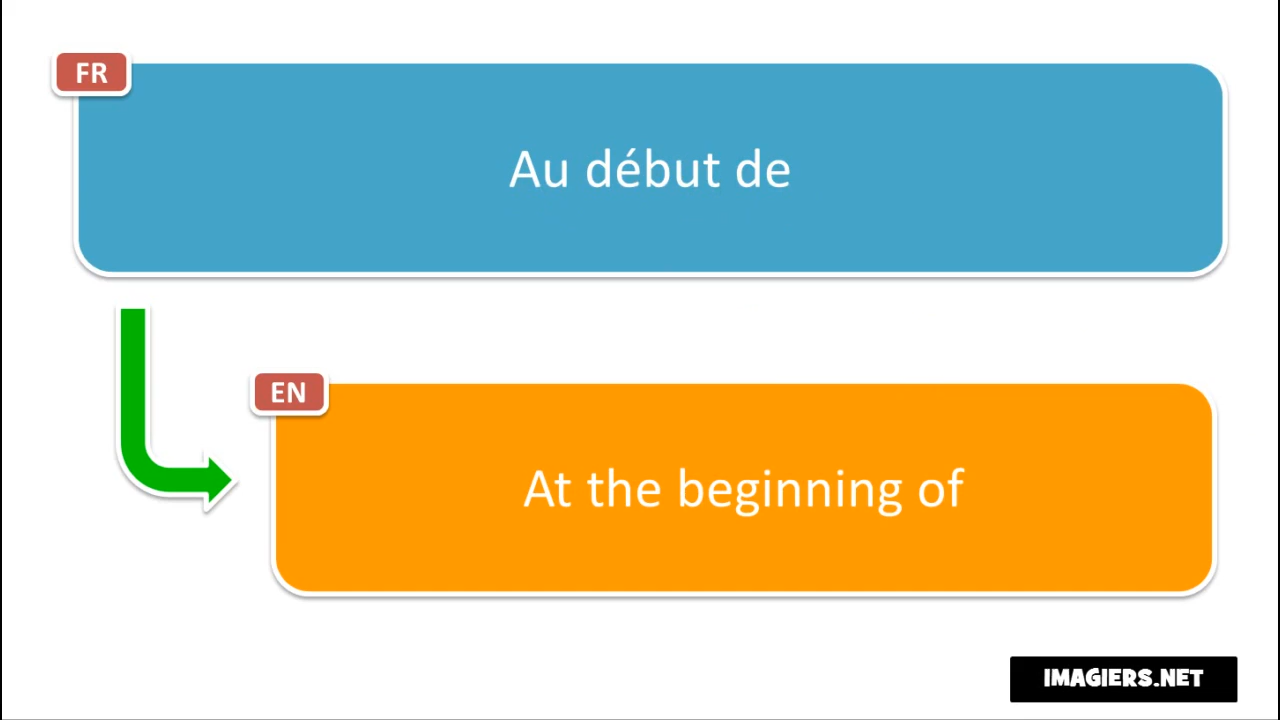 FR
Au début de
EN
At the beginning of
IMAGIERS.NET